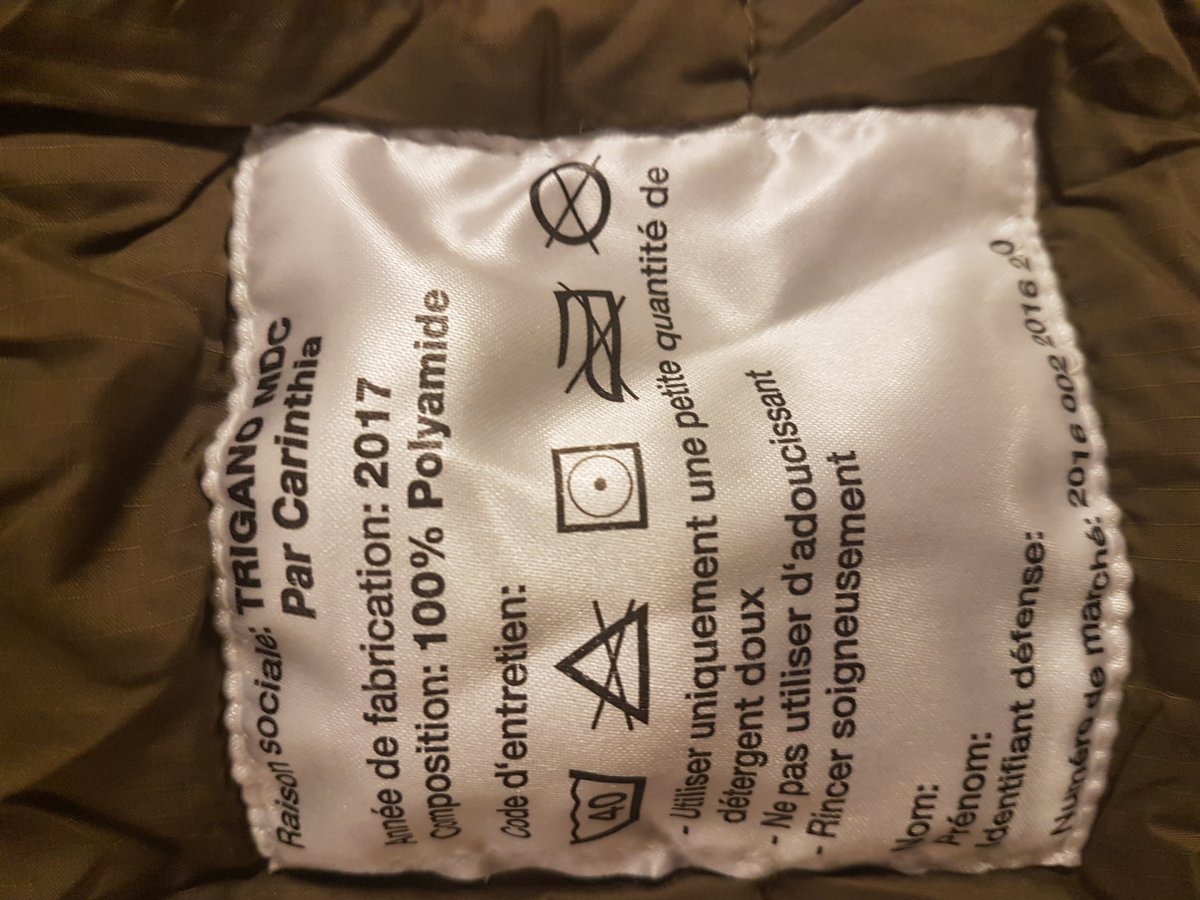 Raison sociale: TRIGANO MDC
Par Carinthia
Année de fabrication: 2017
Composition: 100% Polyamide
Code d'entretien:
40
- Utiliser uniquement une petite quantité de
détergent doux
- Ne pas utiliser d'adoucissant
- Rincer soigneusement
Nom:
Prénom:
Identifiant défense:
Numéro de marché: 2016 002 2016 20